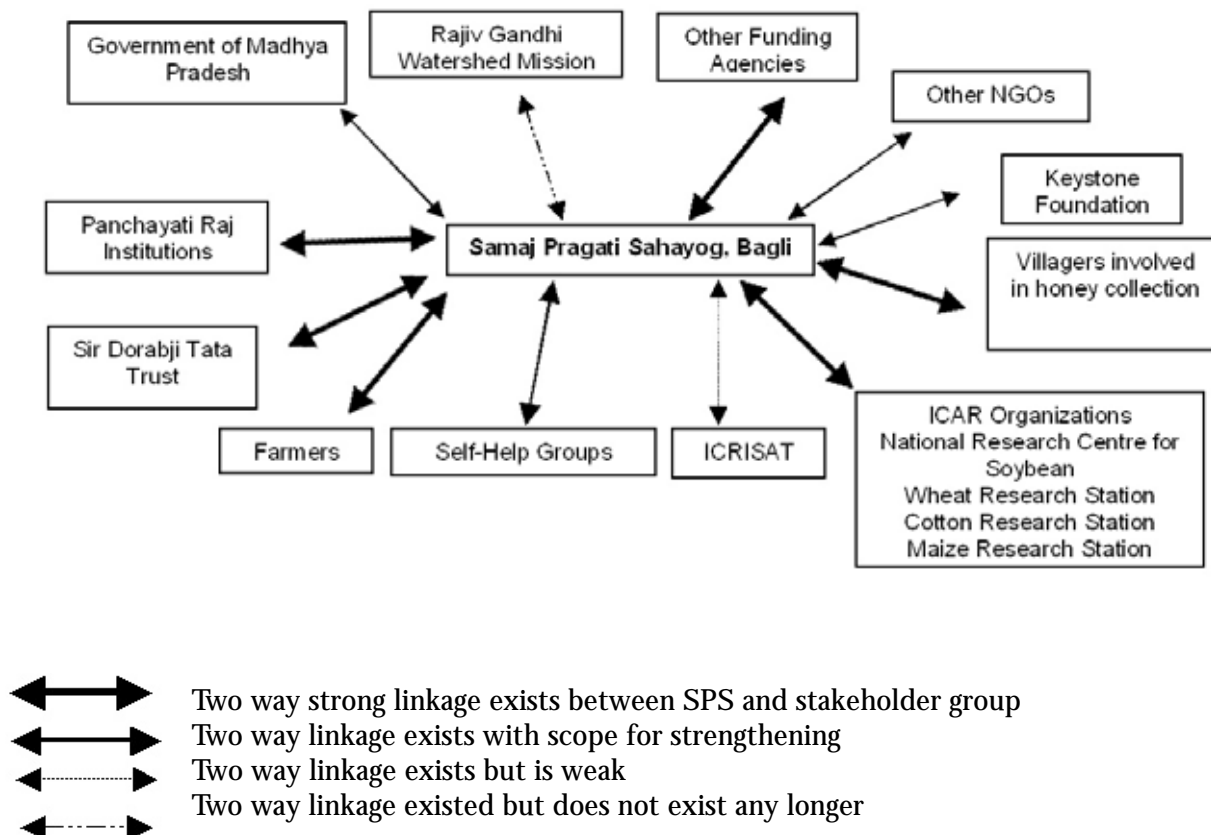 Government of Madhya
Pradesh
Rajiv Gandhi
Watershed Mission
Other Funding
Agencies
Other NGOs
Keystone
Foundation
Panchayati Raj
Institutions
Samaj Pragati Sahayog, Bagli
Villagers involved
in honey collection
Sir Dorabji Tata
Trust
Farmers
Self-Help Groups
ICRISAT
ICAR Organizations
National Research Centre for
Soybean
Wheat Research Station
Cotton Research Station
Maize Research Station
Two way strong linkage exists between SPS and stakeholder group
Two way linkage exists with scope for strengthening
Two way linkage exists but is weak
Two way linkage existed but does not exist any longer